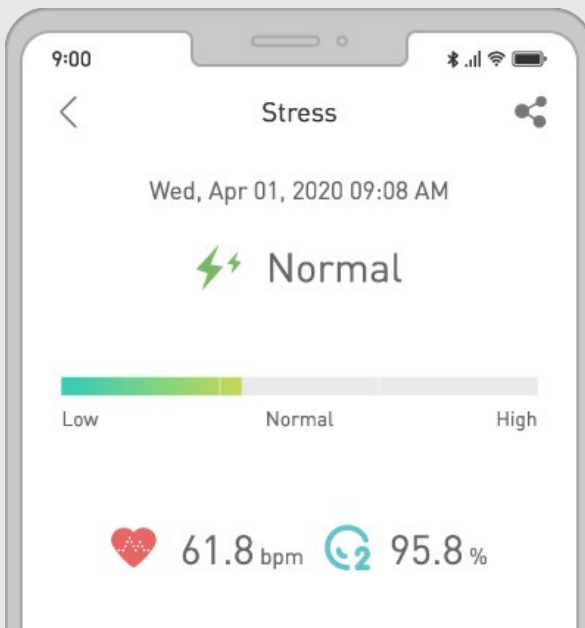 9:00
Stress
Wed, Apr 01, 2020 09:08 AM
Normal
Low Normal High
61.8 bpm 2 95.8 %